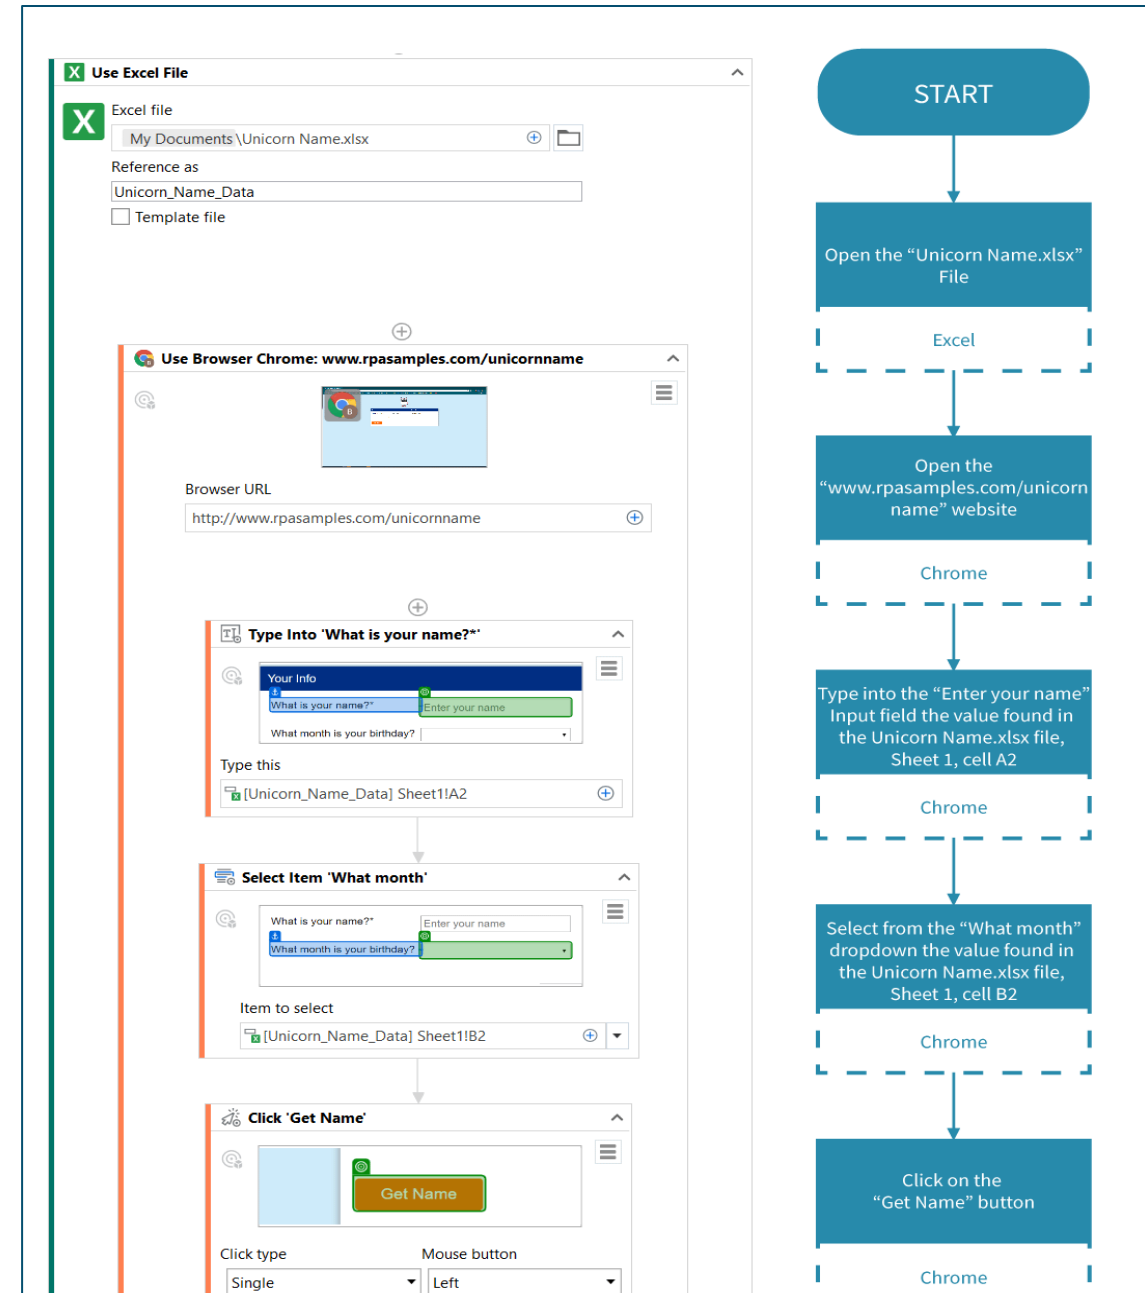 Use Excel File
Excel file
My Documents\Unicorn Name.xlsx
Reference as
Unicorn_Name_Data
Template file
Use Browser Chrome: www.rpasamples.com/unicornname
Browser URL
http://www.rpasamples.com/unicornname
Type Into 'What is your name?*'
Your Info
What is your name?*
Enter your name
What month is your birthday?
Type this
[Unicorn_Name_Data] Sheet1!A2
Select Item 'What month'
What is your name?*
Enter your name
What month is your birthday?
Item to select
[Unicorn_Name_Data] Sheet1!B2
Click 'Get Name'
Get Name
Click type
Mouse button
Single
Left
START
Open the “Unicorn Name.xlsx”
File
Excel
Open the
“www.rpasamples.com/unicorn
name” website
Chrome
Type into the “Enter your name”
Input field the value found in
the Unicorn Name.xlsx file,
Sheet 1, cell A2
Chrome
Select from the “What month”
dropdown the value found in
the Unicorn Name.xlsx file,
Sheet 1, cell B2
Chrome
Click on the
“Get Name” button
Chrome